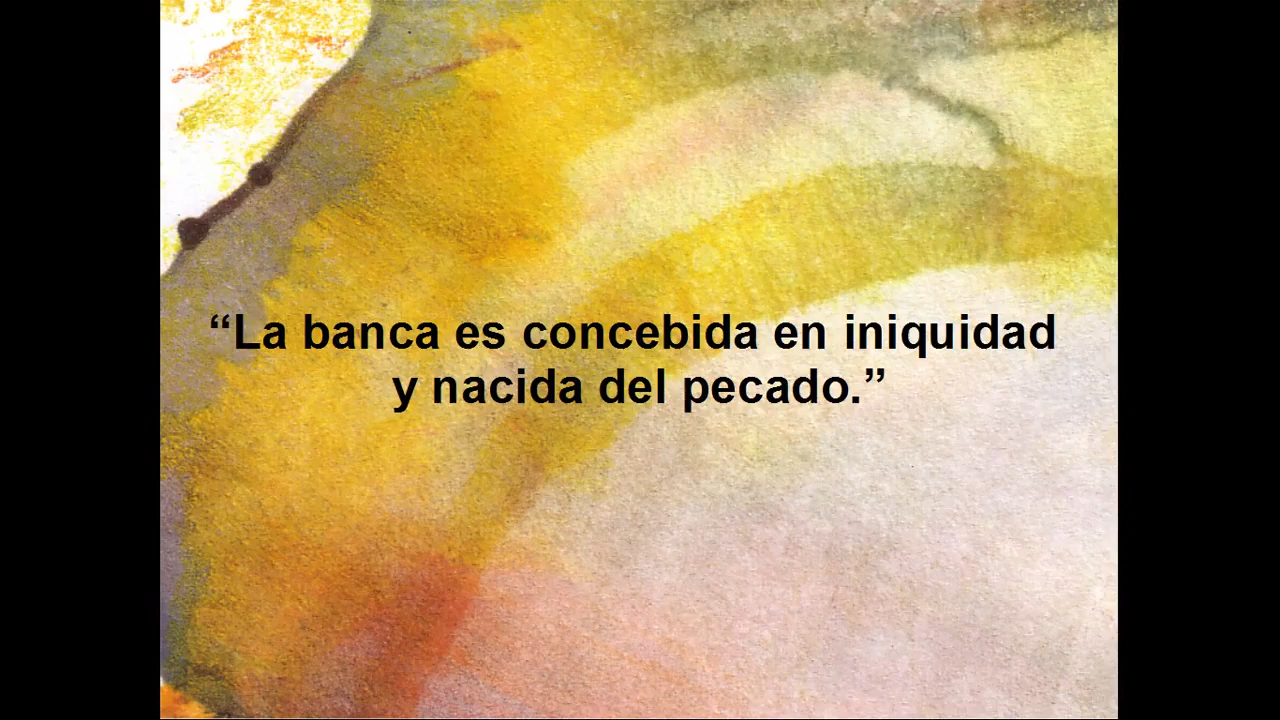 “La banca es concebida en iniquidad
y nacida del pecado.”